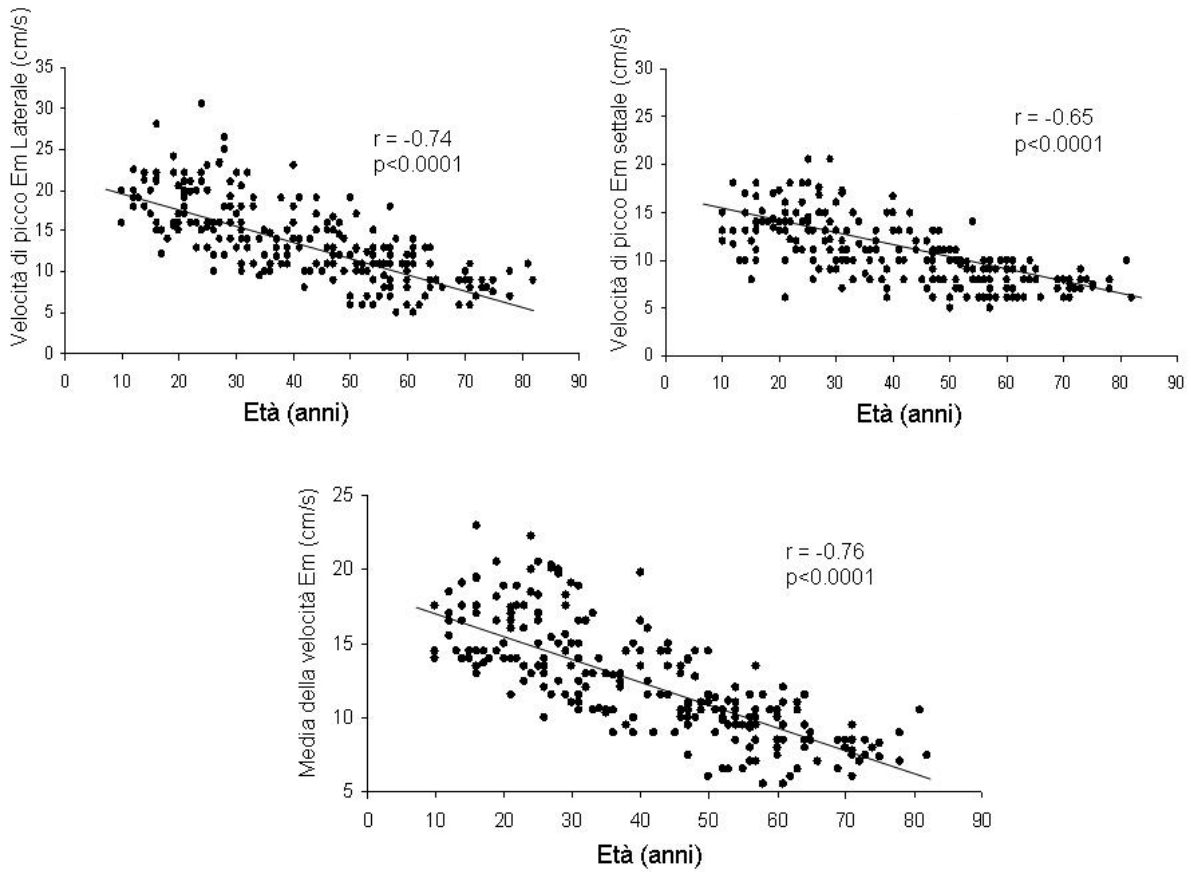 Velocità di picco Em Laterale (cm/s)
35
30
25
20
15
10
5
0
r = -0.74
p<0.0001
0 10 20 30 40 50 60 70 80 90
Età (anni)
Velocità di picco Em settale (cm/s)
30
25
20
15
10
5
0
r = -0.65
p<0.0001
0 10 20 30 40 50 60 70 80 90
Età (anni)
Media della velocità Em (cm/s)
25
20
15
10
5
r = -0.76
p<0.0001
0 10 20 30 40 50 60 70 80 90
Età (anni)